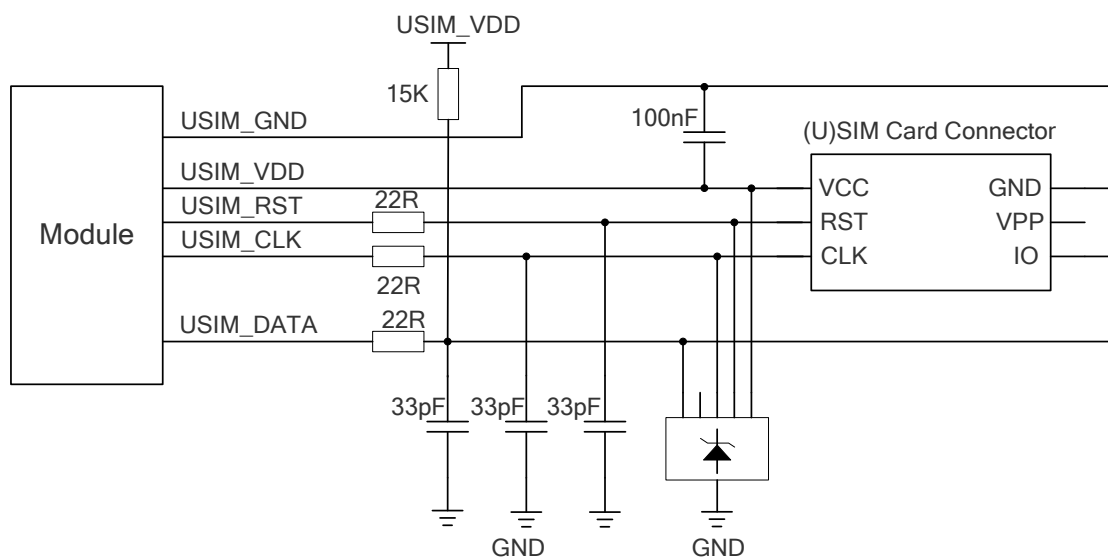 USIM_VDD
15K
100nF
(U)SIM Card Connector
Module
USIM_GND
USIM_VDD
USIM_RST
22R
USIM_CLK
22R
USIM_DATA
22R
VCC
GND
RST
VPP
CLK
IO
33pF
33pF
33pF
GND
GND